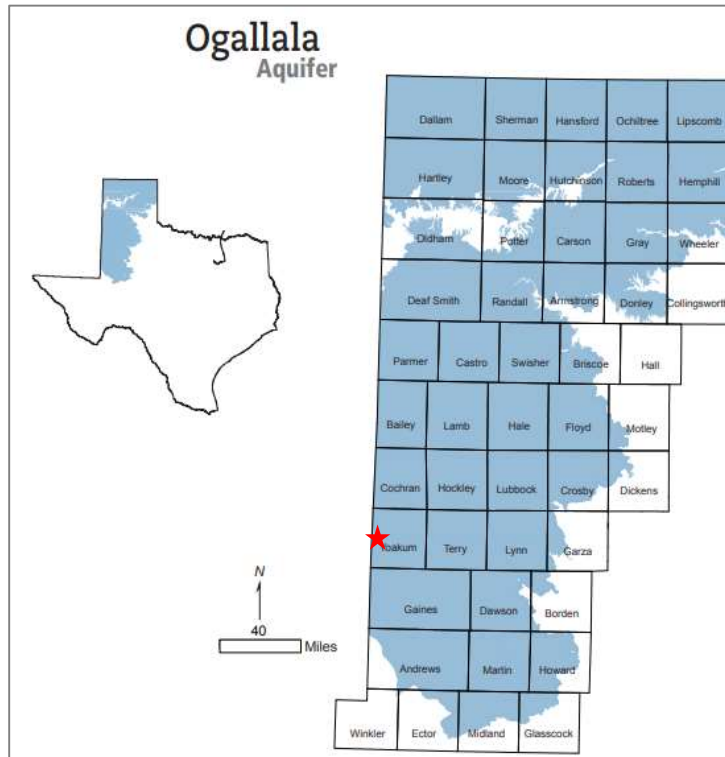 Ogallala
Aquifer
Dallam Sherman Hansford Ochiltree Lipscomb
Hartley Moore Hutchinson Roberts Hemphill
Oldham Potter Carson Gray Wheeler
Deaf Smith Randall Armstrong Donley Collingsworth
Parmer Castro Swisher Briscoe Hall
Bailey Lamb Hale Floyd Motley
Cochran Hockley Lubbock Crosby Dickens
oakum Terry Lynn Garza
N
40
Miles
Gaines Dawson Borden
Andrews Martin Howard
Winkler Ector Midland Glasscock